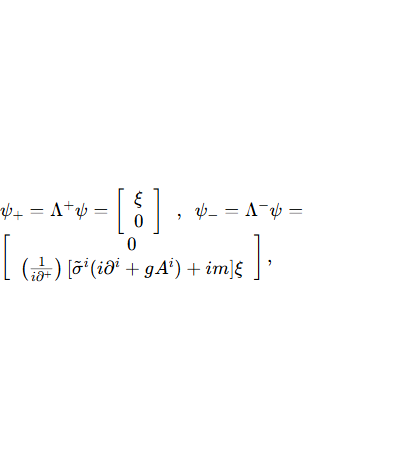 ψ₊ = Λ⁺ψ = [ ξ 0 ] , ψ₋ = Λ⁻ψ =
[ 0 (1/i∂⁺) [σ̃ⁱ(i∂ⁱ + gAⁱ) + im]ξ ] ,